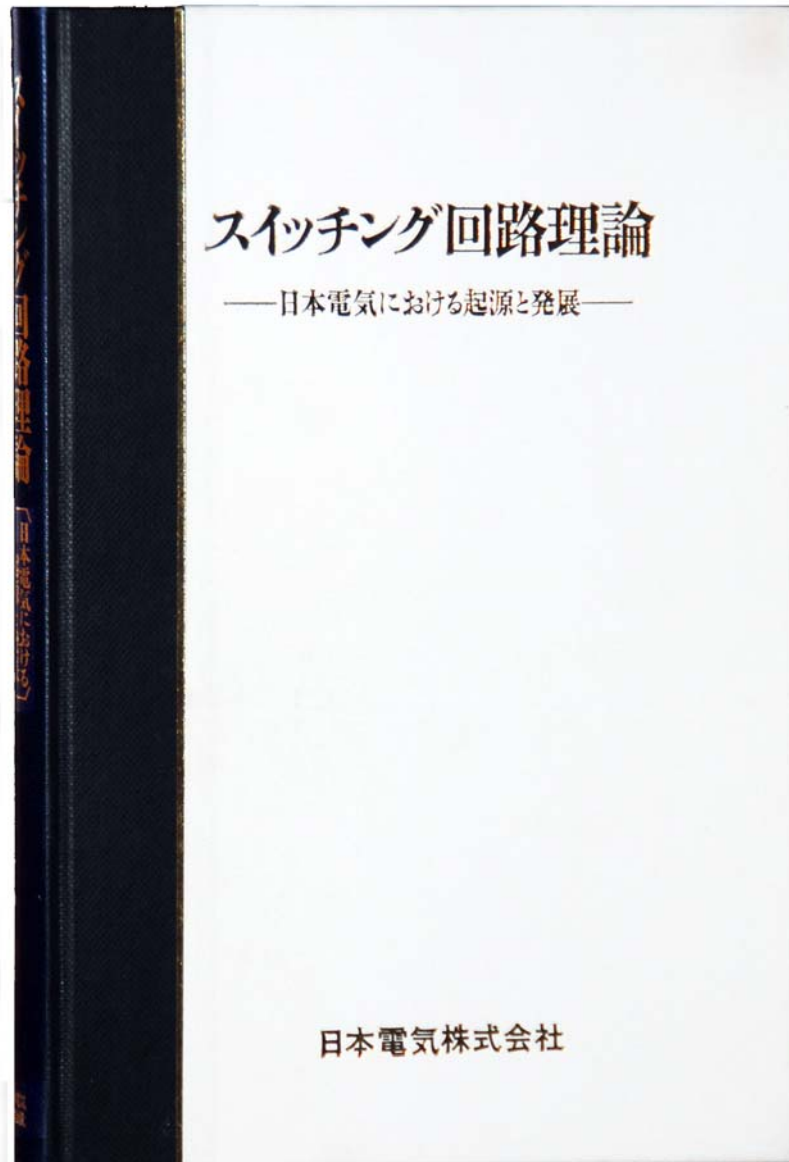 スイッチング回路理論
——日本電気における起源と発展——
日本電気株式会社
スイッチング回路理論
〔日本電気における〕